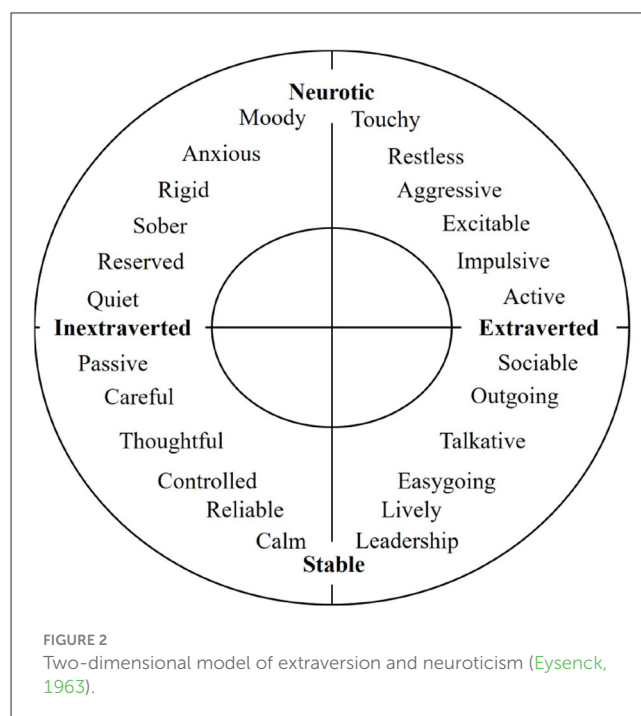 Neurotic
Moody Touchy
Anxious Restless
Rigid Aggressive
Sober Excitable
Reserved Impulsive
Quiet Active
Inextraverted Extraverted
Passive Sociable
Careful Outgoing
Thoughtful Talkative
Controlled Easygoing
Reliable Lively
Calm Leadership
Stable
FIGURE 2
Two-dimensional model of extraversion and neuroticism (Eysenck,
1963).